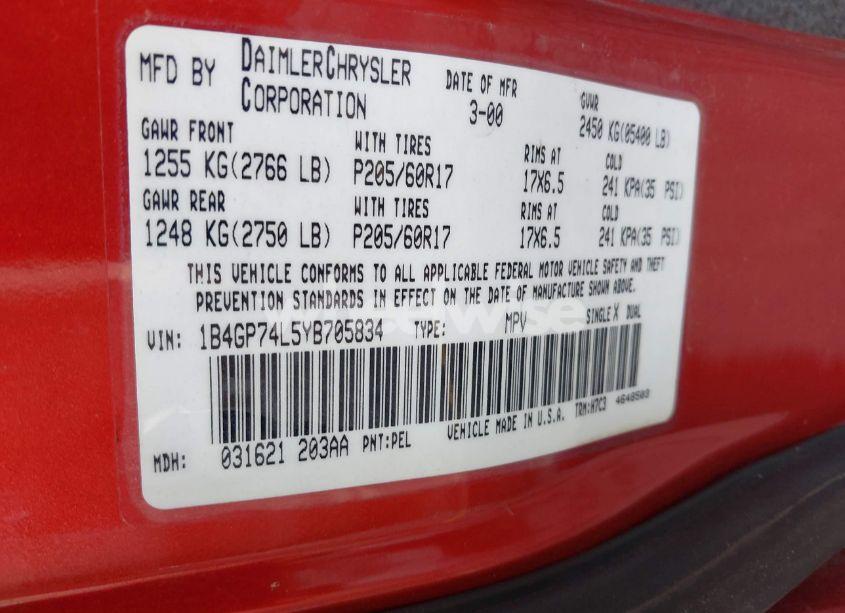 MFD BY DAIMLERCHRYSLER CORPORATION
DATE OF MFR 3-00
GVWR 2450 KG(05400 LB)
GAWR FRONT WITH TIRES RIMS AT COLD
1255 KG(2766 LB) P205/60R17 17X6.5 241 KPA(35 PSI)
GAWR REAR WITH TIRES RIMS AT COLD
1248 KG(2750 LB) P205/60R17 17X6.5 241 KPA(35 PSI)
THIS VEHICLE CONFORMS TO ALL APPLICABLE FEDERAL MOTOR VEHICLE SAFETY AND THEFT
PREVENTION STANDARDS IN EFFECT ON THE DATE OF MANUFACTURE SHOWN ABOVE.
VIN: 1B4GP74L5YB705834 TYPE: MPV SINGLE X DUAL
MDH: 031621 203AA PNT:PEL VEHICLE MADE IN U.S.A. TRM:H7C3 4648503